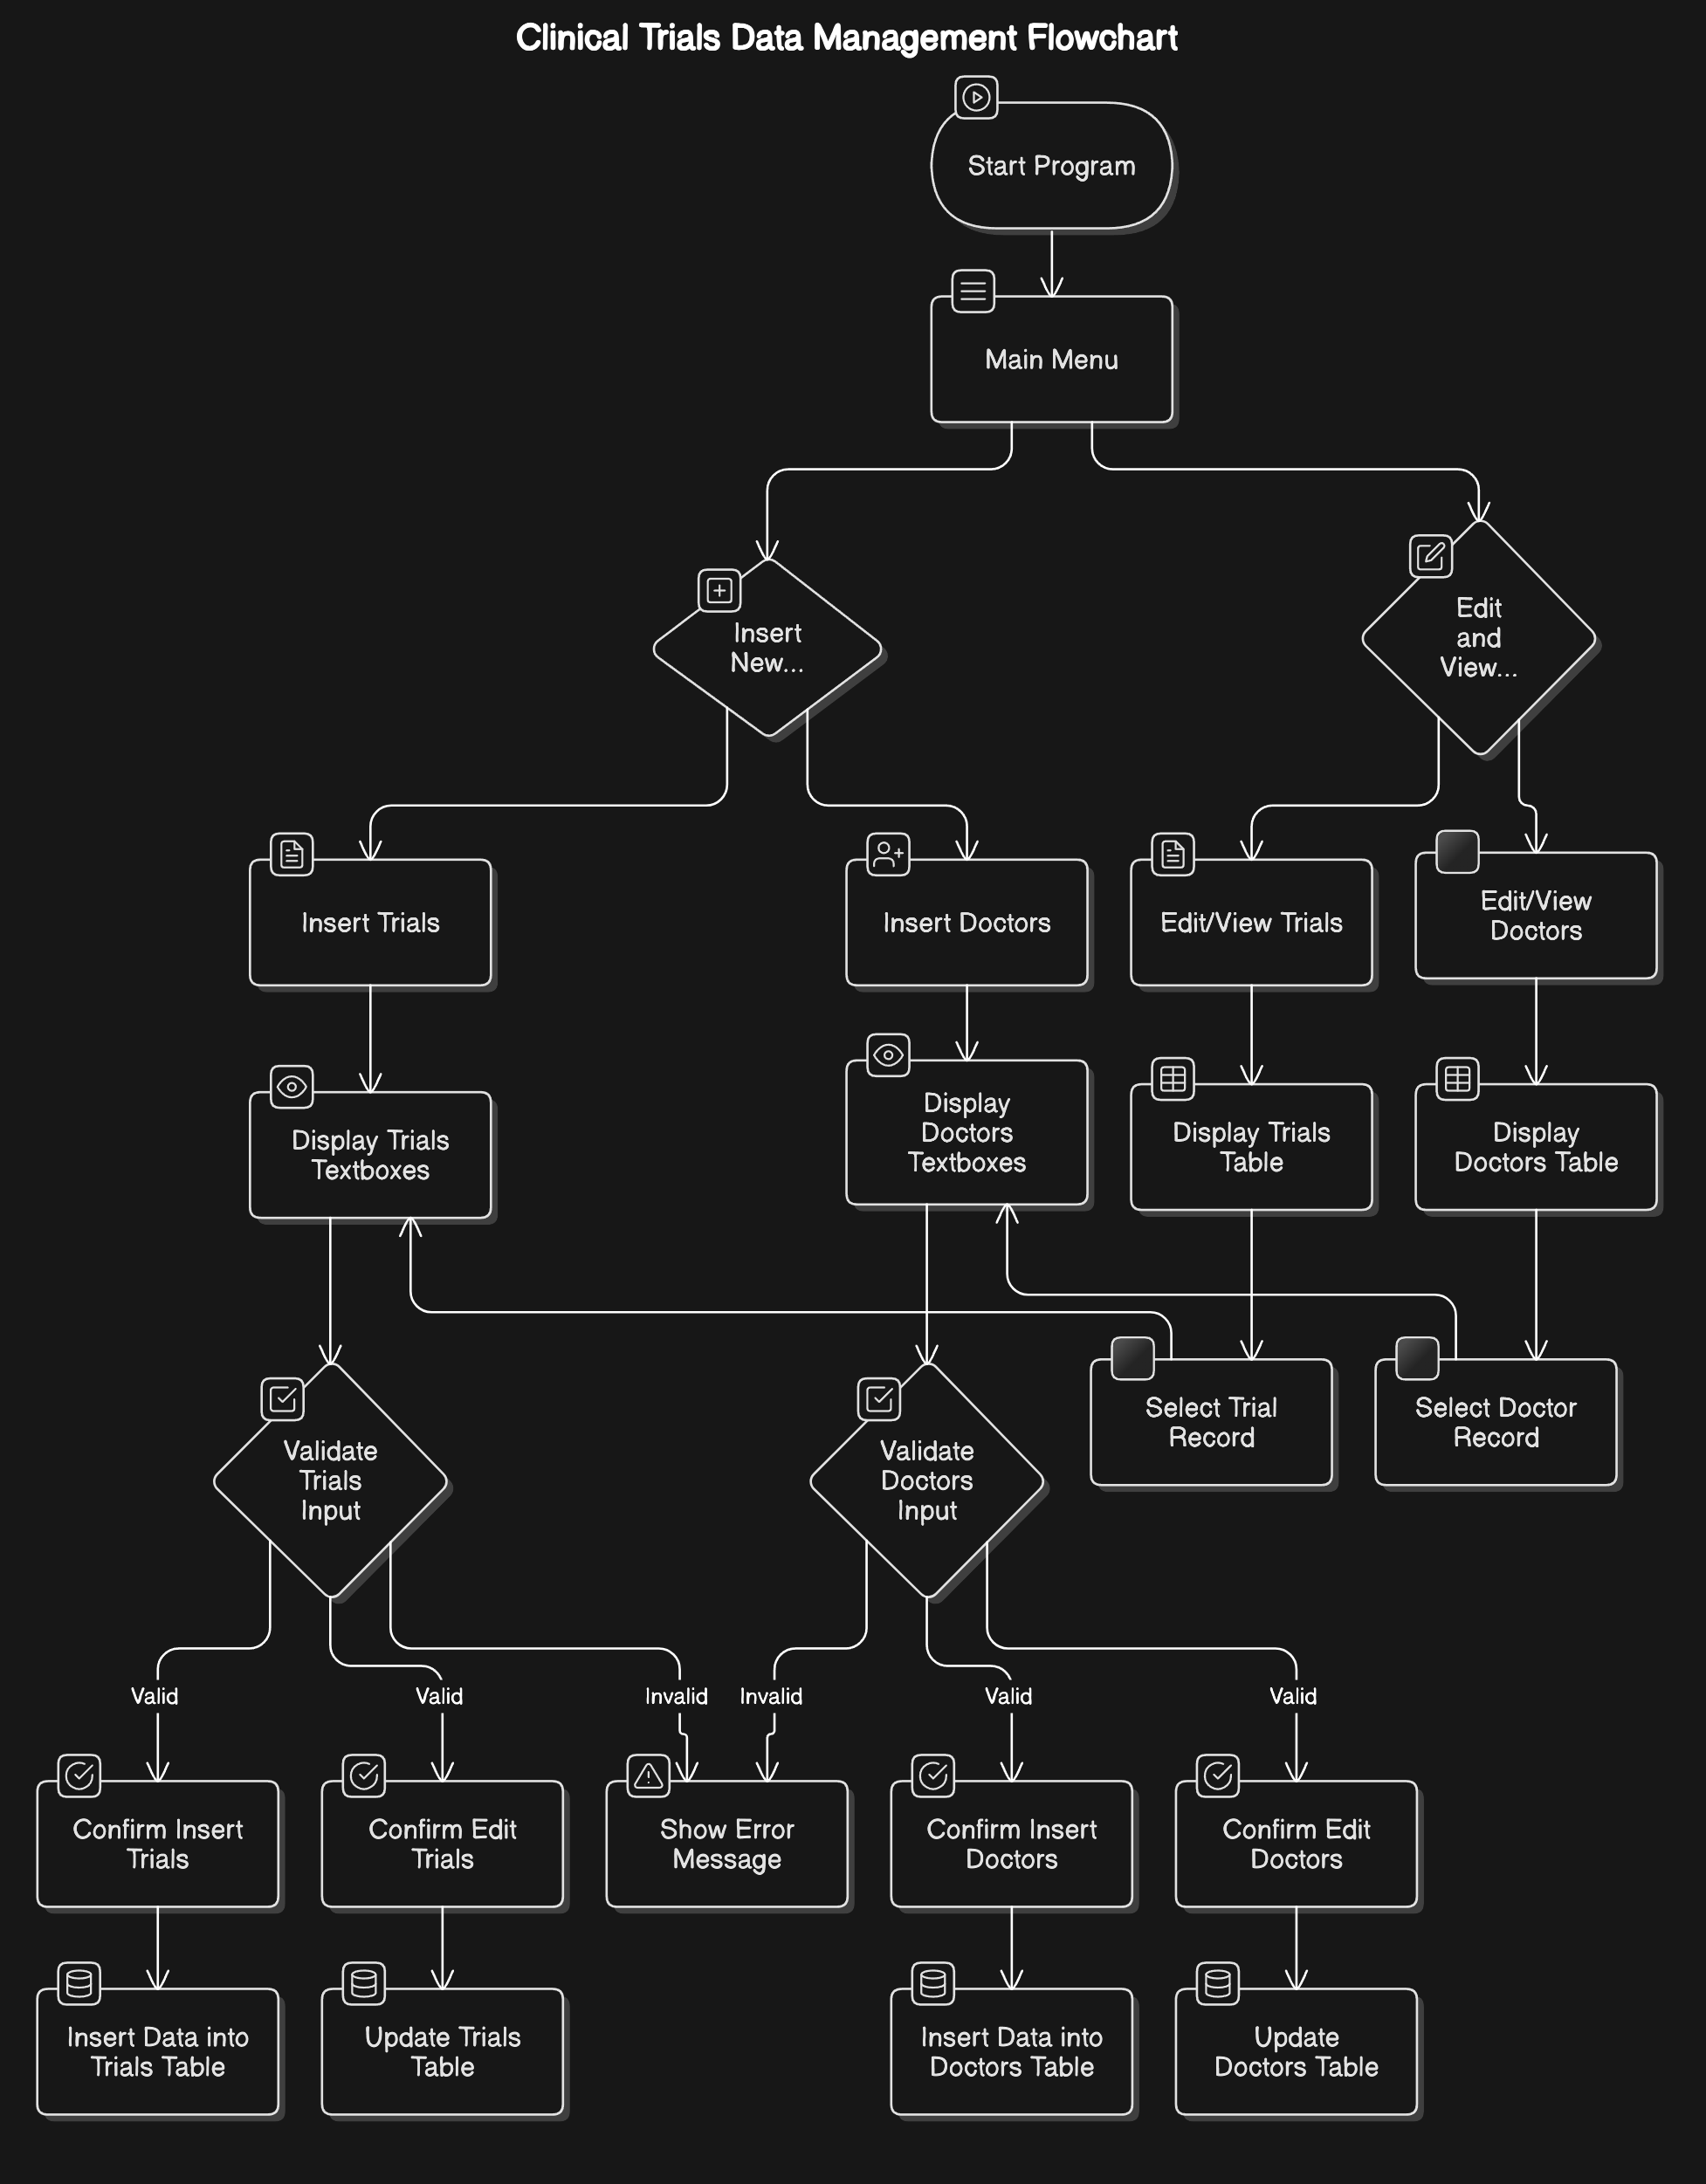 Clinical Trials Data Management Flowchart
Start Program
Main Menu
Insert
New...
Edit
and
View...
Insert Trials
Insert Doctors
Edit/View Trials
Edit/View
Doctors
Display Trials
Textboxes
Display
Doctors
Textboxes
Display Trials
Table
Display
Doctors Table
Validate
Trials
Input
Validate
Doctors
Input
Select Trial
Record
Select Doctor
Record
Valid
Valid
Invalid
Invalid
Valid
Valid
Confirm Insert
Trials
Confirm Edit
Trials
Show Error
Message
Confirm Insert
Doctors
Confirm Edit
Doctors
Insert Data into
Trials Table
Update Trials
Table
Insert Data into
Doctors Table
Update
Doctors Table